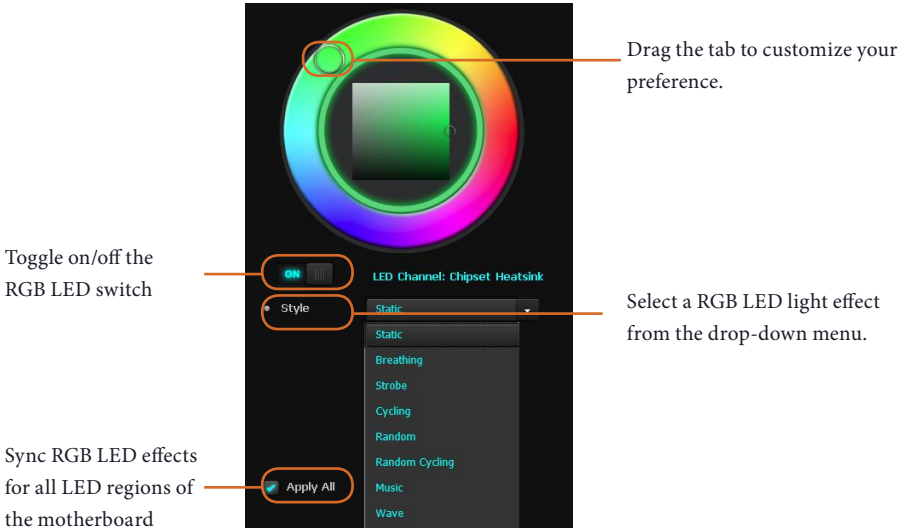 Drag the tab to customize your
preference.
Toggle on/off the
RGB LED switch
ON
LED Channel: Chipset Heatsink
Style
Static
Select a RGB LED light effect
from the drop-down menu.
Static
Breathing
Strobe
Cycling
Random
Random Cycling
Music
Wave
Sync RGB LED effects
for all LED regions of
the motherboard
Apply All